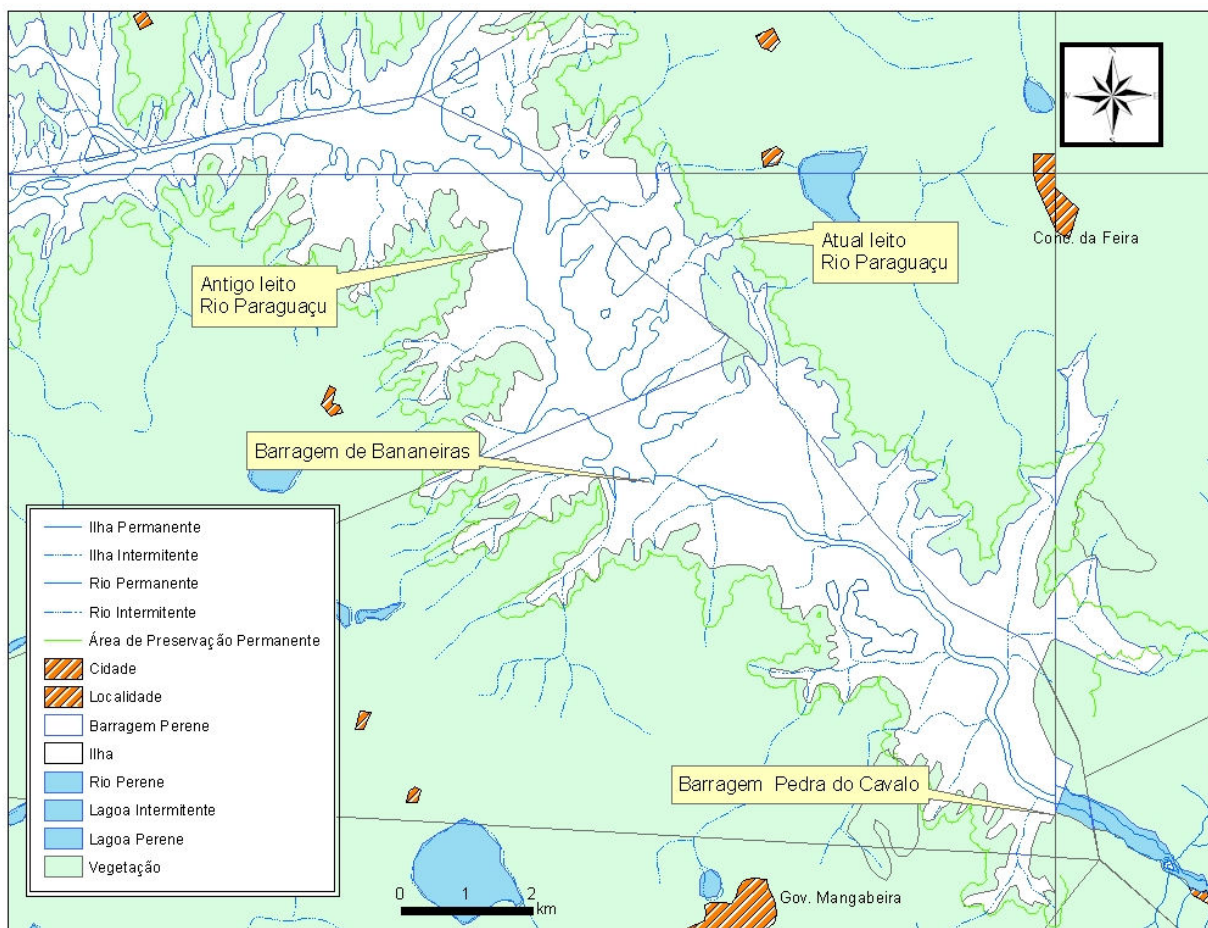 N
E
S
Conc. da Feira
Atual leito
Rio Paraguaçu
Antigo leito
Rio Paraguaçu
Barragem de Bananeiras
Barragem Pedra do Cavalo
Ilha Permanente
Ilha Intermitente
Rio Permanente
Rio Intermitente
Área de Preservação Permanente
Cidade
Localidade
Barragem Perene
Ilha
Rio Perene
Lagoa Intermitente
Lagoa Perene
Vegetação
0 1 2
km
Gov. Mangabeira